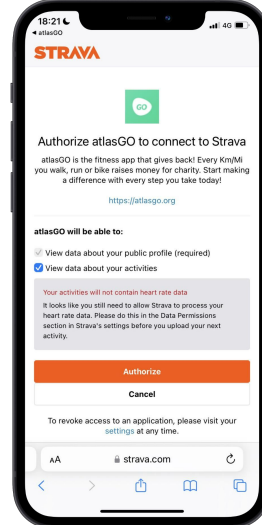 18:21
4G
◀ atlasGO
STRAVA
GO
Authorize atlasGO to connect to Strava
atlasGO is the fitness app that gives back! Every Km/Mi
you walk, run or bike raises money for charity. Start making
a difference with every step you take today!
https://atlasgo.org
atlasGO will be able to:
View data about your public profile (required)
View data about your activities
Your activities will not contain heart rate data
It looks like you still need to allow Strava to process your
heart rate data. Please do this in the Data Permissions
section in Strava's settings before you upload your next
activity.
Authorize
Cancel
To revoke access to an application, please visit your
settings at any time.
AA
strava.com